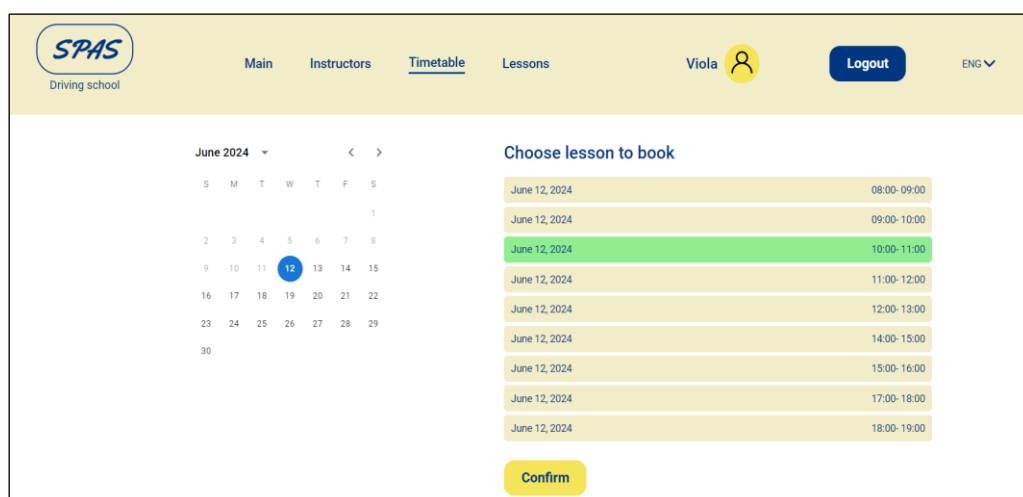 SPAS
Driving school
Main Instructors Timetable Lessons Viola Logout ENG
June 2024
S M T W T F S
1
2 3 4 5 6 7 8
9 10 11 12 13 14 15
16 17 18 19 20 21 22
23 24 25 26 27 28 29
30
Choose lesson to book
June 12, 2024 08:00- 09:00
June 12, 2024 09:00- 10:00
June 12, 2024 10:00- 11:00
June 12, 2024 11:00- 12:00
June 12, 2024 12:00- 13:00
June 12, 2024 14:00- 15:00
June 12, 2024 15:00- 16:00
June 12, 2024 17:00- 18:00
June 12, 2024 18:00- 19:00
Confirm